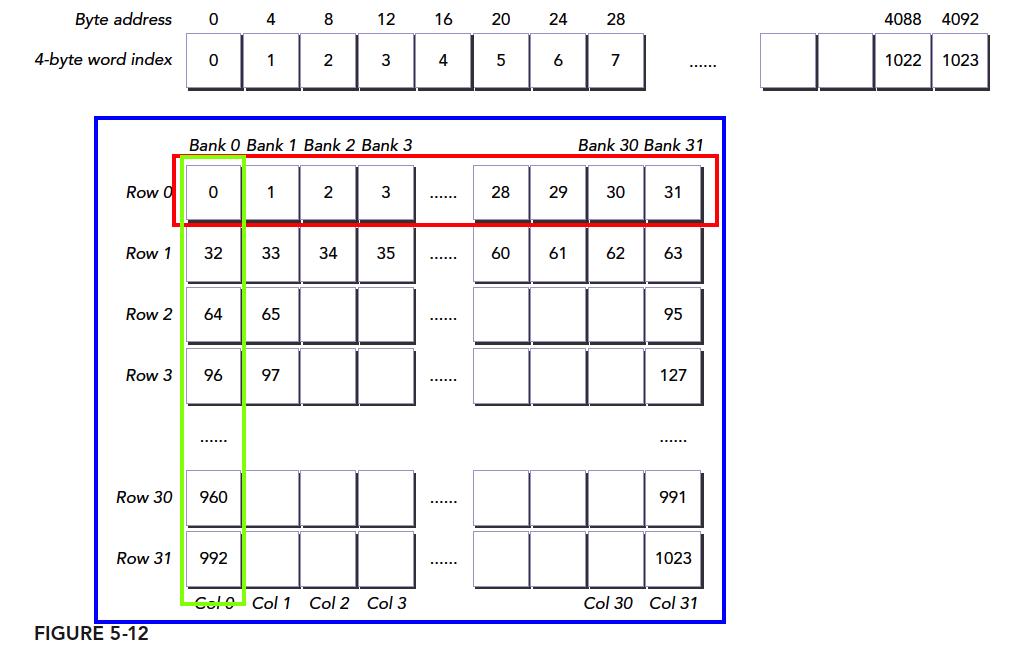 Byte address 0 4 8 12 16 20 24 28 4088 4092
4-byte word index 0 1 2 3 4 5 6 7 ...... 1022 1023
Bank 0 Bank 1 Bank 2 Bank 3 Bank 30 Bank 31
Row 0 0 1 2 3 ...... 28 29 30 31
Row 1 32 33 34 35 ...... 60 61 62 63
Row 2 64 65 ...... 95
Row 3 96 97 ...... 127
...... ......
Row 30 960 ...... 991
Row 31 992 ...... 1023
Col 0 Col 1 Col 2 Col 3 Col 30 Col 31
FIGURE 5-12